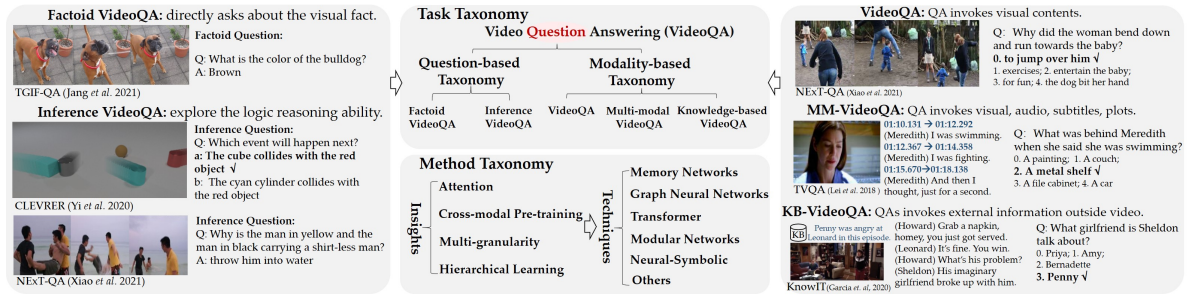 Factoid VideoQA: directly asks about the visual fact.
Factoid Question:
Q: What is the color of the bulldog?
A: Brown
TGIF-QA (Jang et al. 2021)
Inference VideoQA: explore the logic reasoning ability.
Inference Question:
Q: Which event will happen next?
a: The cube collides with the red
object √
b: The cyan cylinder collides with
the red object
CLEVRER (Yi et al. 2020)
Inference Question:
Q: Why is the man in yellow and the
man in black carrying a shirt-less man?
A: throw him into water
NExT-QA (Xiao et al. 2021)
Task Taxonomy
Video Question Answering (VideoQA)
Question-based
Taxonomy
Modality-based
Taxonomy
Factoid
VideoQA
Inference
VideoQA
VideoQA
Multi-modal
VideoQA
Knowledge-based
VideoQA
Method Taxonomy
Insights
Attention
Cross-modal Pre-training
Multi-granularity
Hierarchical Learning
Techniques
Memory Networks
Graph Neural Networks
Transformer
Modular Networks
Neural-Symbolic
Others
VideoQA: QA invokes visual contents.
Q: Why did the woman bend down
and run towards the baby?
0. to jump over him √
1. exercises; 2. entertain the baby;
3. for fun; 4. the dog bit her hand
NExT-QA (Xiao et al. 2021)
MM-VideoQA: QA invokes visual, audio, subtitles, plots.
01:10.131 → 01:12.292
(Meredith) I was swimming.
01:12.367 → 01:14.358
(Meredith) I was fighting.
01:15.670→01:18.138
(Meredith) And then I
thought, just for a second.
Q: What was behind Meredith
when she said she was swimming?
0. A painting; 1. A couch;
2. A metal shelf √
3. A file cabinet; 4. A car
TVQA (Lei et al. 2018 )
KB-VideoQA: QAs invokes external information outside video.
KB
Penny was angry at
Leonard in this episode.
(Howard) Grab a napkin,
homey, you just got served.
(Leonard) It's fine. You win.
(Howard) What's his problem?
(Sheldon) His imaginary
girlfriend broke up with him.
Q: What girlfriend is Sheldon
talk about?
0. Priya; 1. Amy;
2. Bernadette
3. Penny √
KnowIT(Garcia et. al, 2020)